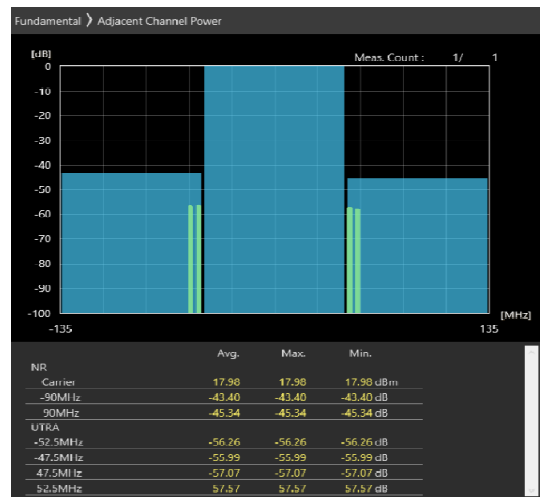 Fundamental 》 Adjacent Channel Power
[dB]
Meas. Count : 1/ 1
0
-10
-20
-30
-40
-50
-60
-70
-80
-90
-100
[MHz]
-135 135
Avg. Max. Min.
NR
Carrier 17.98 17.98 17.98 dBm
-90MHz -43.40 -43.40 -43.40 dB
90MHz -45.34 -45.34 -45.34 dB
UTRA
-52.5MHz -56.26 -56.26 -56.26 dB
-47.5MHz -55.99 -55.99 -55.99 dB
47.5MHz -57.07 -57.07 -57.07 dB
52.5MHz 57.57 57.57 57.57 dB